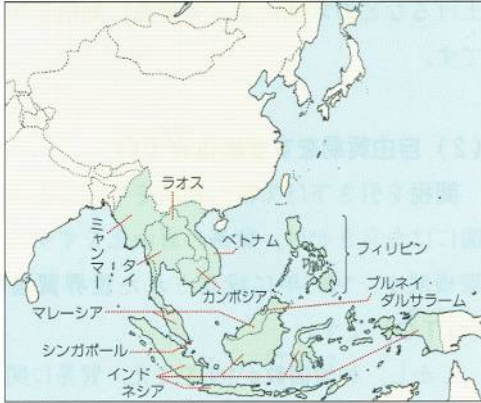 ラオス
ミャンマー
タイ
ベトナム
カンボジア
フィリピン
ブルネイ
ダルサラーム
マレーシア
シンガポール
インド
ネシア